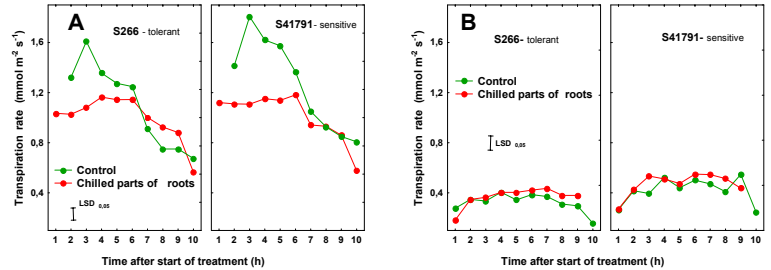 A
S266 - tolerant
S41791- sensitive
Transpiration rate (mmol m⁻² s⁻¹)
1,6
1,2
0,8
0,4
Control
Chilled parts of roots
LSD 0,05
1 2 3 4 5 6 7 8 9 10
1 2 3 4 5 6 7 8 9 10
Time after start of treatment (h)
B
S266- tolerant
S41791- sensitive
Transpiration rate (mmol m⁻² s⁻¹)
1,6
1,2
0,8
0,4
Control
Chilled parts of roots
LSD 0,05
1 2 3 4 5 6 7 8 9 10
1 2 3 4 5 6 7 8 9 10
Time after start of treatment (h)